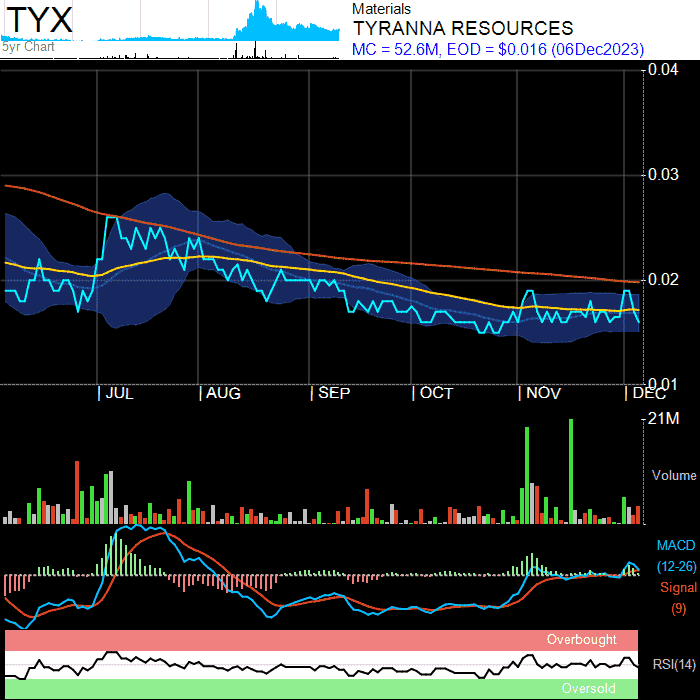 TYX
5yr Chart
Materials
TYRANNA RESOURCES
MC = 52.6M, EOD = $0.016 (06Dec2023)
0.04
0.03
0.02
0.01
| JUL
| AUG
| SEP
| OCT
| NOV
| DEC
21M
Volume
MACD
(12-26)
Signal
(9)
Overbought
RSI(14)
Oversold